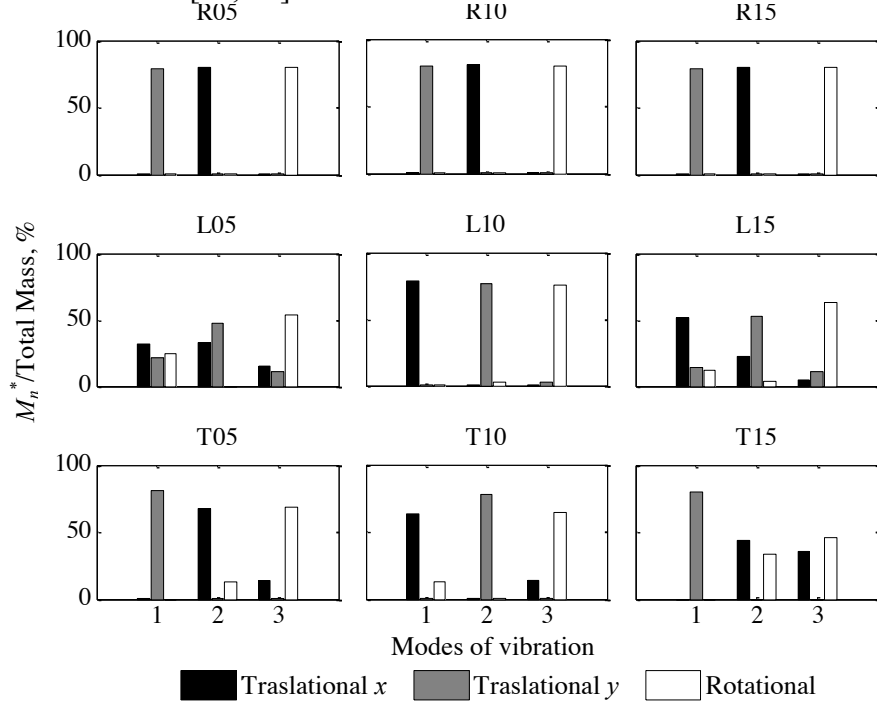 R05 R10 R15
100
50
0
L05 L10 L15
100
50
0
M_n^*/Total Mass, %
T05 T10 T15
100
50
0
1 2 3 1 2 3 1 2 3
Modes of vibration
Traslational x Traslational y Rotational